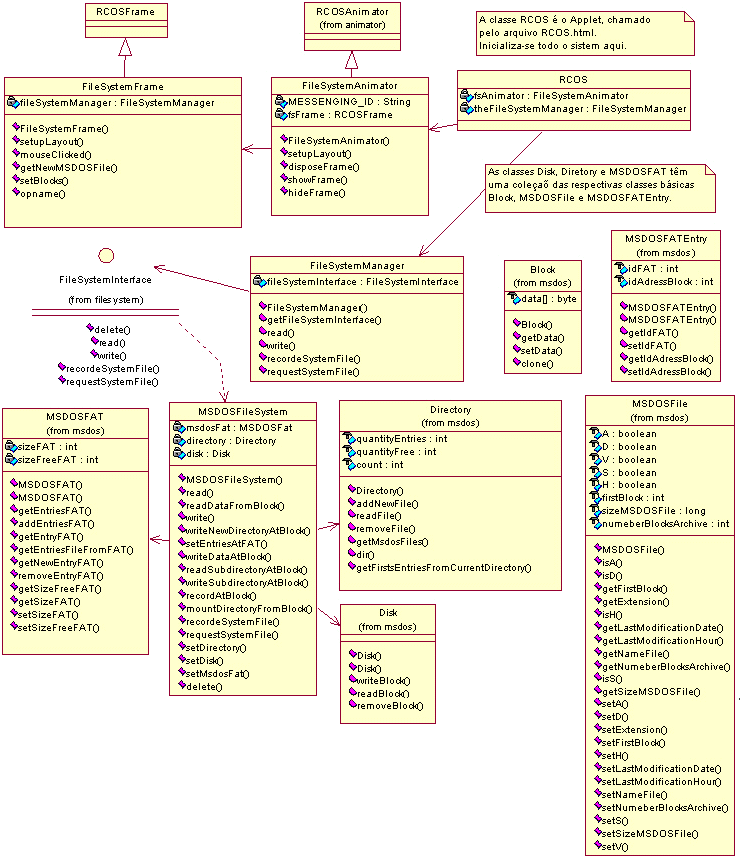 RCOSFrame
RCOSAnimator
(from animator)
A classe RCOS é o Applet, chamado
pelo arquivo RCOS.html.
Inicializa-se todo o sistem aqui.
FileSystemFrame
fileSystemManager : FileSystemManager
FileSystemFrame()
setupLayout()
mouseClicked()
getNewMSDOSFile()
setBlocks()
opname()
FileSystemAnimator
MESSENGING_ID : String
fsFrame : RCOSFrame
FileSystemAnimator()
setupLayout()
disposeFrame()
showFrame()
hideFrame()
RCOS
fsAnimator : FileSystemAnimator
theFileSystemManager : FileSystemManager
As classes Disk, Diretory e MSDOSFAT têm
uma coleçaõ das respectivas classes básicas
Block, MSDOSFile e MSDOSFATEntry.
FileSystemInterface
(from filesystem)
delete()
read()
write()
recordeSystemFile()
requestSystemFile()
FileSystemManager
fileSystemInterface : FileSystemInterface
FileSystemManager()
getFileSystemInterface()
read()
write()
recordeSystemFile()
requestSystemFile()
Block
(from msdos)
data[] : byte
Block()
getData()
setData()
clone()
MSDOSFATEntry
(from msdos)
idFAT : int
idAdressBlock : int
MSDOSFATEntry()
MSDOSFATEntry()
getIdFAT()
setIdFAT()
getIdAdressBlock()
setIdAdressBlock()
MSDOSFAT
(from msdos)
sizeFAT : int
sizeFreeFAT : int
MSDOSFAT()
MSDOSFAT()
getEntriesFAT()
addEntriesFAT()
getEntryFAT()
getEntriesFileFromFAT()
getNewEntryFAT()
removeEntryFAT()
getSizeFreeFAT()
getSizeFAT()
setSizeFAT()
setSizeFreeFAT()
MSDOSFileSystem
(from msdos)
msdosFat : MSDOSFat
directory : Directory
disk : Disk
MSDOSFileSystem()
read()
readDataFromBlock()
write()
writeNewDirectoryAtBlock()
setEntriesAtFAT()
writeDataAtBlock()
readSubdirectoryAtBlock()
writeSubdirectoryAtBlock()
recordAtBlock()
mountDirectoryFromBlock()
recordeSystemFile()
requestSystemFile()
setDirectory()
setDisk()
setMsdosFat()
delete()
Directory
(from msdos)
quantityEntries : int
quantityFree : int
count : int
Directory()
addNewFile()
readFile()
removeFile()
getMsdosFiles()
dir()
getFirstsEntriesFromCurrentDirectory()
Disk
(from msdos)
Disk()
Disk()
writeBlock()
readBlock()
removeBlock()
MSDOSFile
(from msdos)
A : boolean
D : boolean
V : boolean
S : boolean
H : boolean
firstBlock : int
sizeMSDOSFile : long
numeberBlocksArchive : int
MSDOSFile()
isA()
isD()
getFirstBlock()
getExtension()
isH()
getLastModificationDate()
getLastModificationHour()
getNameFile()
getNumeberBlocksArchive()
isS()
getSizeMSDOSFile()
setA()
setD()
setExtension()
setFirstBlock()
setH()
setLastModificationDate()
setLastModificationHour()
setNameFile()
setNumeberBlocksArchive()
setS()
setSizeMSDOSFile()
setV()